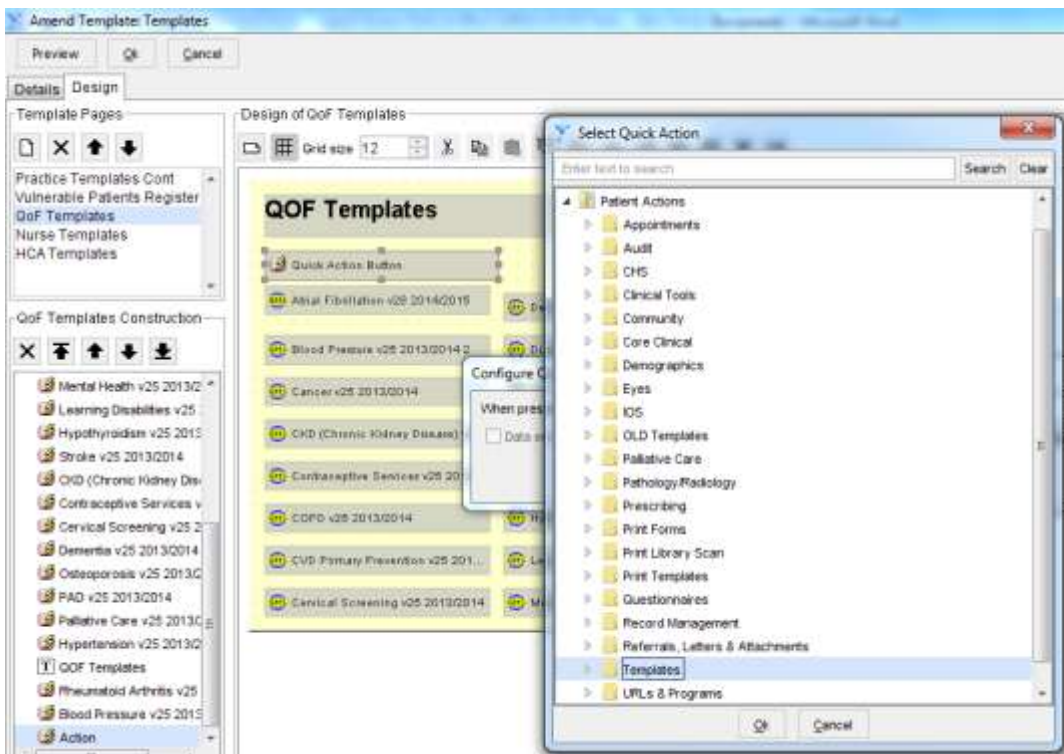 Amend Template: Templates
Preview Ok Cancel
Details Design
Template Pages
Practice Templates Cont
Vulnerable Patients Register
QoF Templates
Nurse Templates
HCA Templates
QoF Templates Construction
Mental Health v25 2013/2
Learning Disabilities v25
Hypothyroidism v25 2013
Stroke v25 2013/2014
CKD (Chronic Kidney Dis
Contraceptive Services v
Cervical Screening v25 2
Dementia v25 2013/2014
Osteoporosis v25 2013/2
PAD v25 2013/2014
Palliative Care v25 2013/2
Hypertension v25 2013/2
QOF Templates
Rheumatoid Arthritis v25
Blood Pressure v25 2013
Action
Design of QoF Templates
Grid size 12
QOF Templates
Quick Action Button
Atrial Fibrillation v28 2014/2015
Blood Pressure v25 2013/2014 2
Cancer v25 2013/2014
CKD (Chronic Kidney Disease)
Contraceptive Services v25 20
COPD v25 2013/2014
CVD Primary Prevention v25 201...
Cervical Screening v25 2013/2014
Configure
When pres
Select Quick Action
Enter text to search Search Clear
Patient Actions
Appointments
Audit
CHS
Clinical Tools
Community
Core Clinical
Demographics
Eyes
IOS
OLD Templates
Palliative Care
Pathology/Radiology
Prescribing
Print Forms
Print Library Scan
Print Templates
Questionnaires
Record Management
Referrals, Letters & Attachments
Templates
URLs & Programs
Ok Cancel